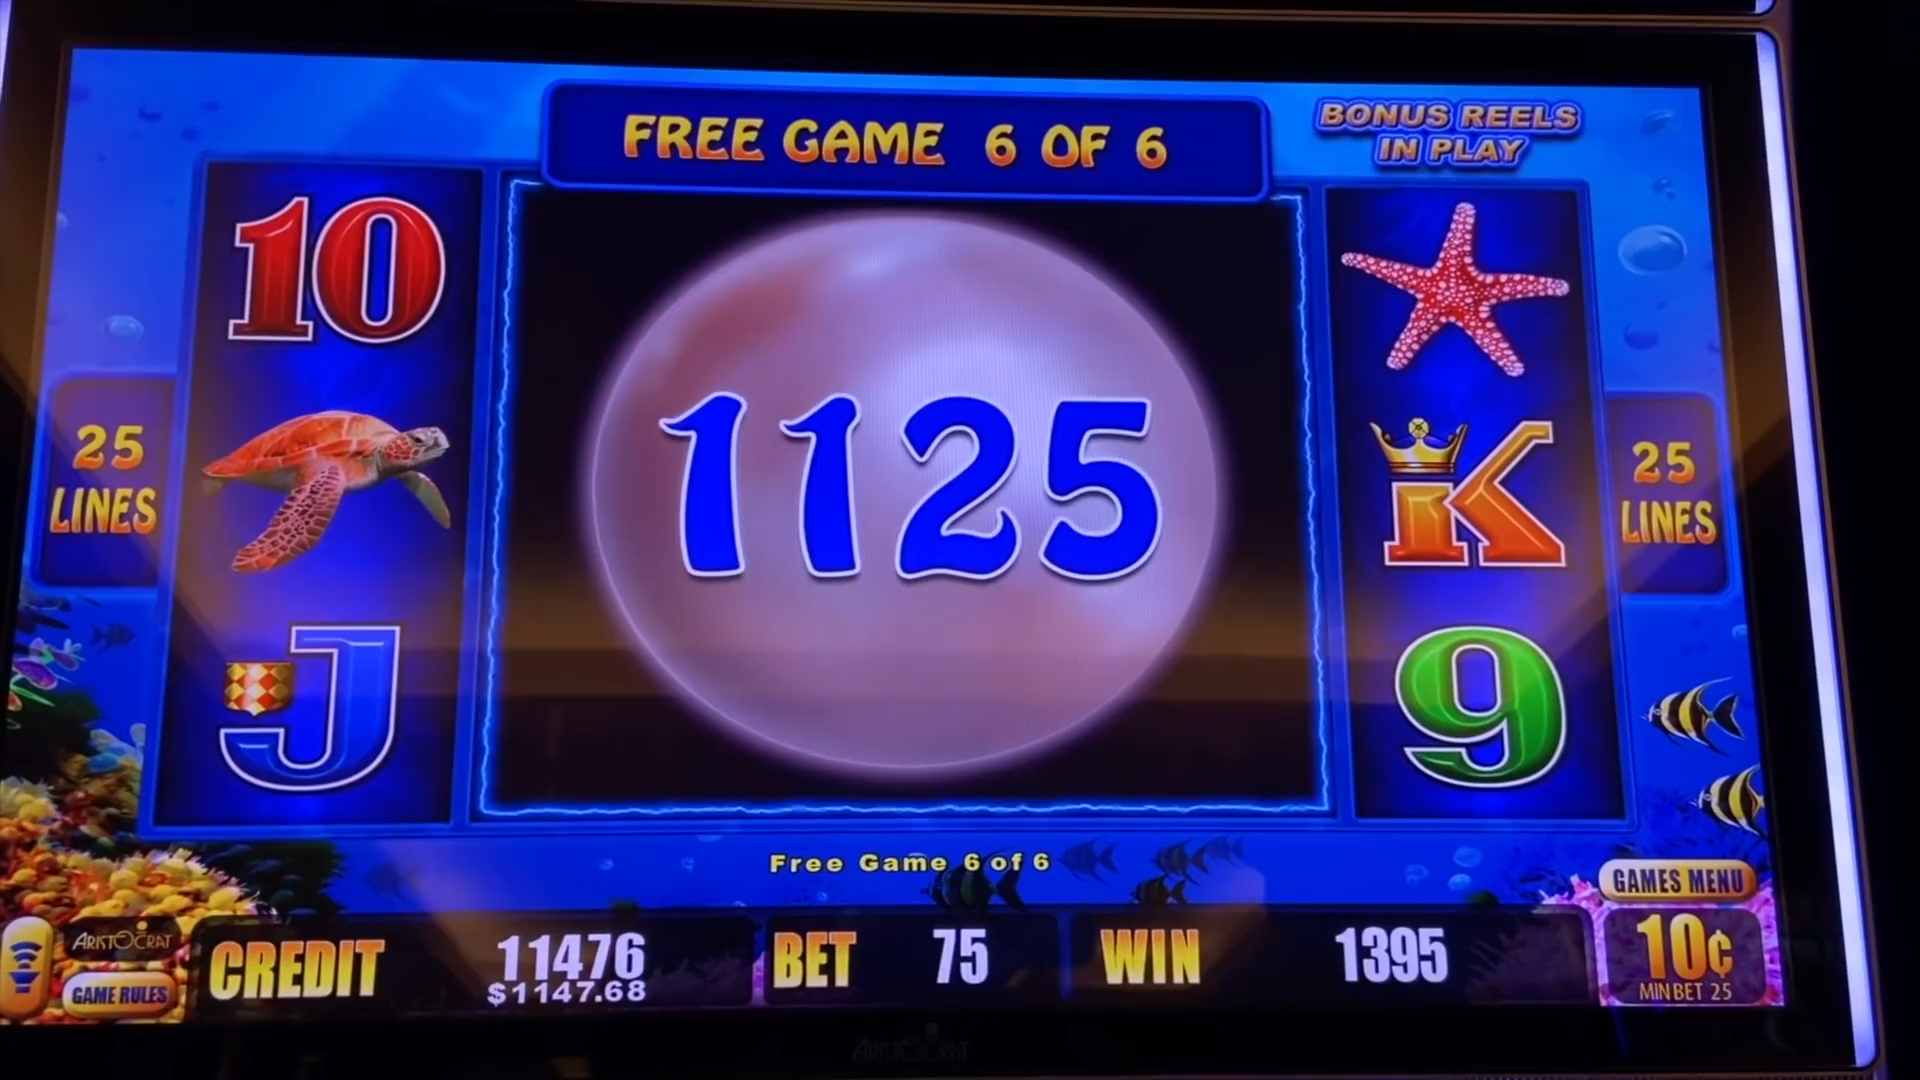 FREE GAME 6 OF 6
BONUS REELS
IN PLAY
10
1125
25
LINES
K
25
LINES
J
9
Free Game 6 of 6
GAMES MENU
ARISTOCRAT
GAME RULES
CREDIT 11476
$1147.68
BET 75
WIN 1395
10¢
MIN BET 25
ARISTOCRAT